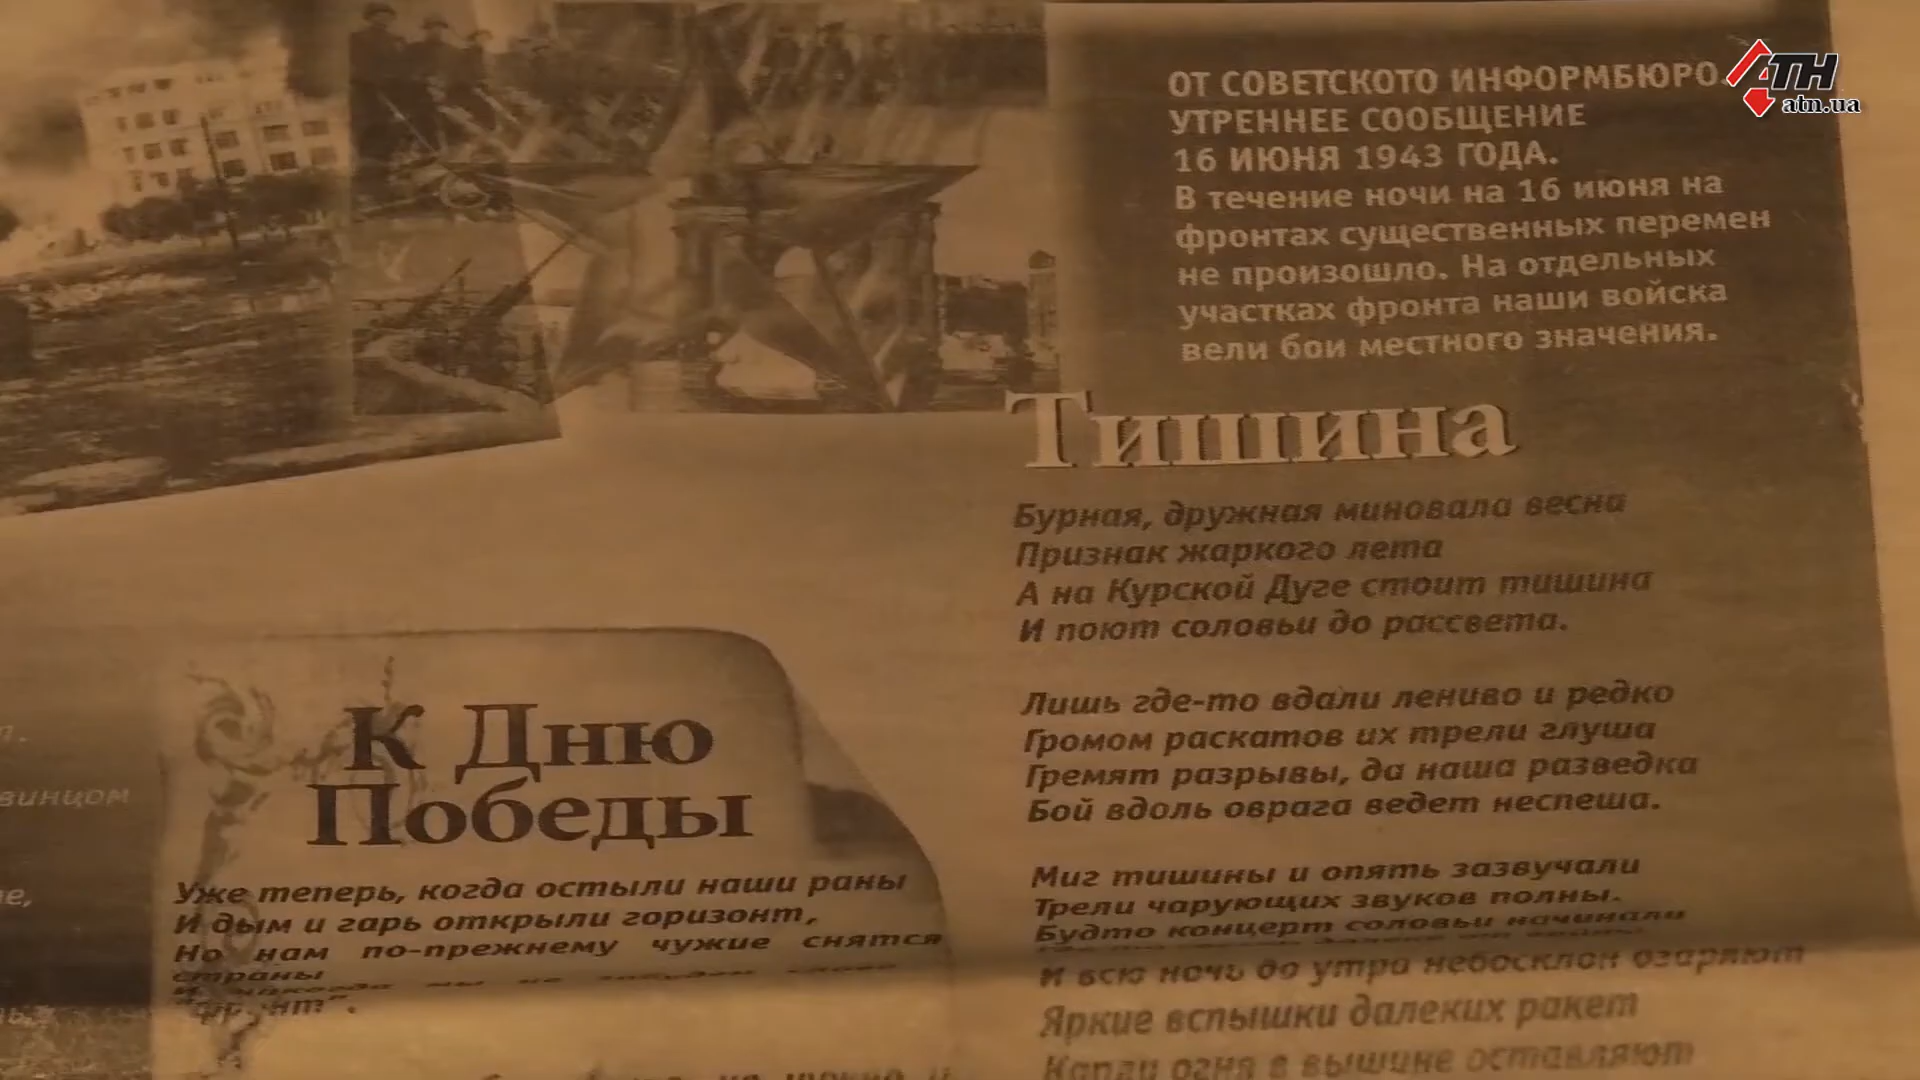 АТН
atn.ua
ОТ СОВЕТСКОТО ИНФОРМБЮРО.
УТРЕННЕЕ СООБЩЕНИЕ
16 ИЮНЯ 1943 ГОДА.
В течение ночи на 16 июня на
фронтах существенных перемен
не произошло. На отдельных
участках фронта наши войска
вели бои местного значения.
Тишина
Бурная, дружная миновала весна
Признак жаркого лета
А на Курской Дуге стоит тишина
И поют соловьи до рассвета.
Лишь где-то вдали лениво и редко
Громом раскатов их трели глуша
Гремят разрывы, да наша разведка
Бой вдоль оврага ведет неспеша.
Миг тишины и опять зазвучали
Трели чарующих звуков полны.
Будто концерт соловьи начинали
И всю ночь до утра небосклон озаряют
Яркие вспышки далеких ракет
Капли огня в вышине оставляют
К Дню
Победы
Уже теперь, когда остыли наши раны
И дым и гарь открыли горизонт,
Но нам по-прежнему чужие снятся
страны
винцом